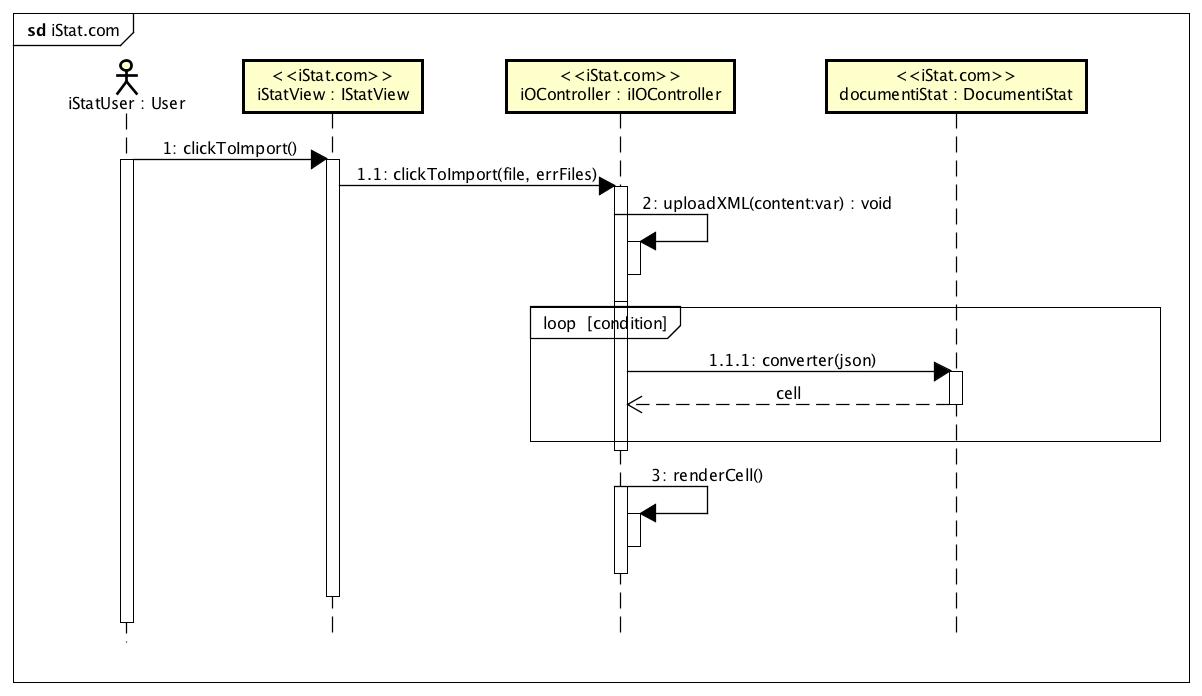 sd iStat.com
iStatUser : User
<<iStat.com>>
iStatView : IStatView
<<iStat.com>>
iOController : iIOController
<<iStat.com>>
documentiStat : DocumentiStat
1: clickToImport()
1.1: clickToImport(file, errFiles)
2: uploadXML(content:var) : void
loop [condition]
1.1.1: converter(json)
cell
3: renderCell()